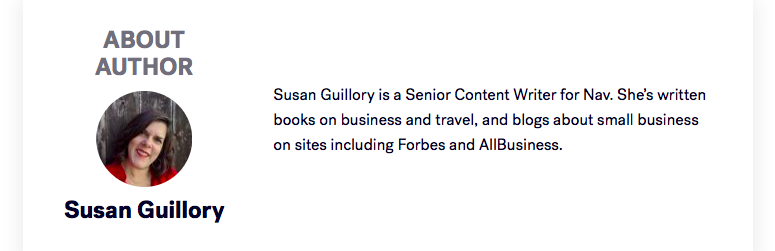 ABOUT
AUTHOR
Susan Guillory
Susan Guillory is a Senior Content Writer for Nav. She's written
books on business and travel, and blogs about small business
on sites including Forbes and AllBusiness.